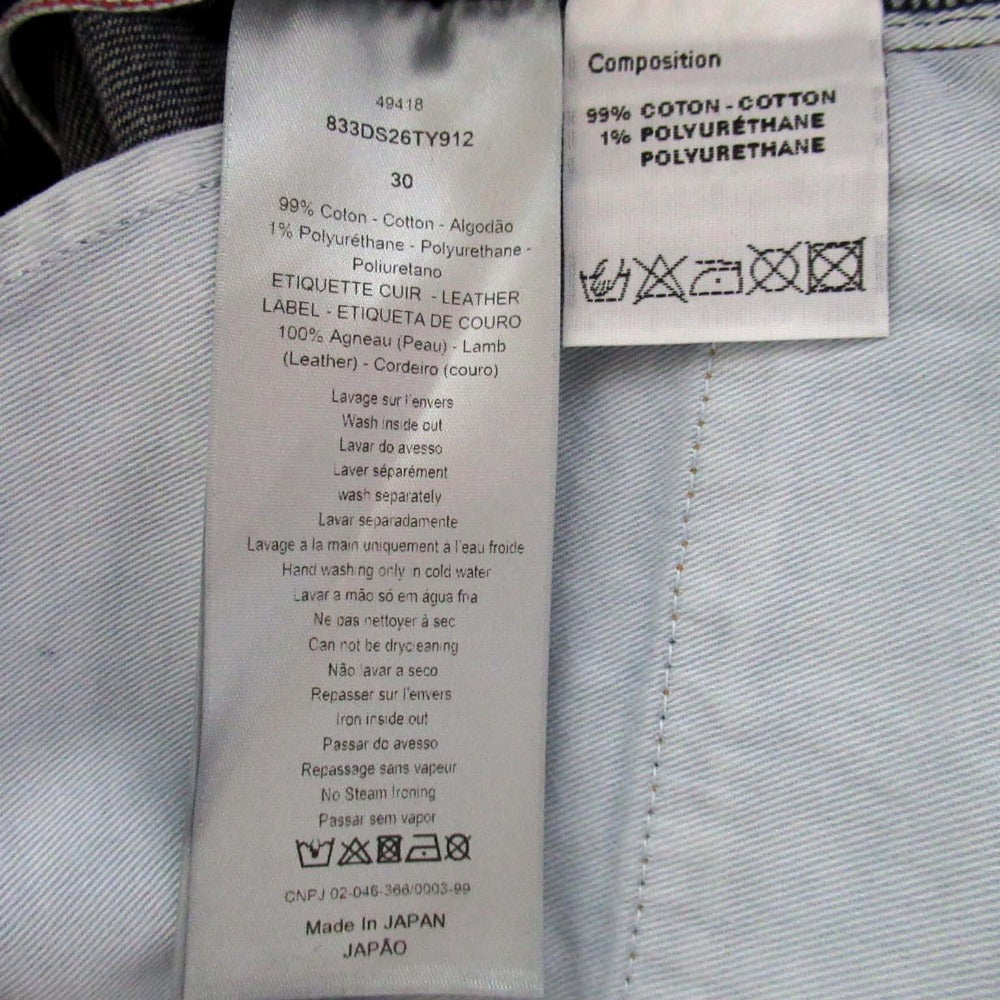 49418
833DS26TY912
30
99% Coton - Cotton - Algodão
1% Polyuréthane - Polyurethane -
Poliuretano
ETIQUETTE CUIR - LEATHER
LABEL - ETIQUETA DE COURO
100% Agneau (Peau) - Lamb
(Leather) - Cordeiro (couro)
Lavage sur l'envers
Wash inside out
Lavar do avesso
Laver séparément
wash separately
Lavar separadamente
Lavage à la main uniquement à l'eau froide
Hand washing only in cold water
Lavar a mão só em água fria
Ne pas nettoyer à sec
Can not be drycleaning
Não lavar a seco
Repasser sur l'envers
Iron inside out
Passar do avesso
Repassage sans vapeur
No Steam Ironing
Passar sem vapor
CNPJ 02-046-366/0003-99
Made In JAPAN
JAPÃO
Composition
99% COTON - COTTON
1% POLYURÉTHANE
POLYURETHANE